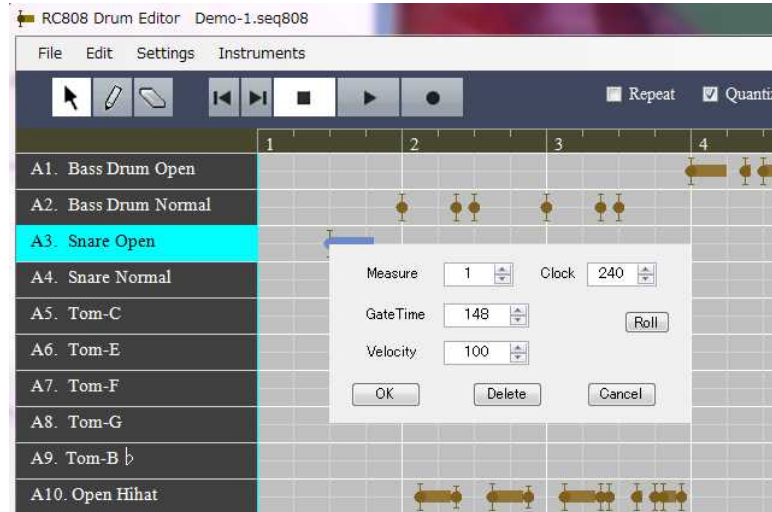 RC808 Drum Editor Demo-1.seq808
File Edit Settings Instruments
Repeat
1 2 3 4
A1. Bass Drum Open
A2. Bass Drum Normal
A3. Snare Open
A4. Snare Normal
A5. Tom-C
A6. Tom-E
A7. Tom-F
A8. Tom-G
A9. Tom-B♭
A10. Open Hihat
Measure 1 Clock 240
GateTime 148
Roll
Velocity 100
OK Delete Cancel